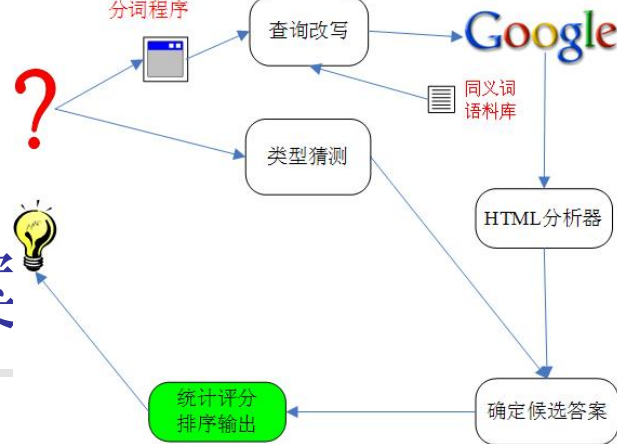 分词程序
查询改写
Google
?
同义词
语料库
类型猜测
HTML分析器
统计评分
排序输出
确定候选答案